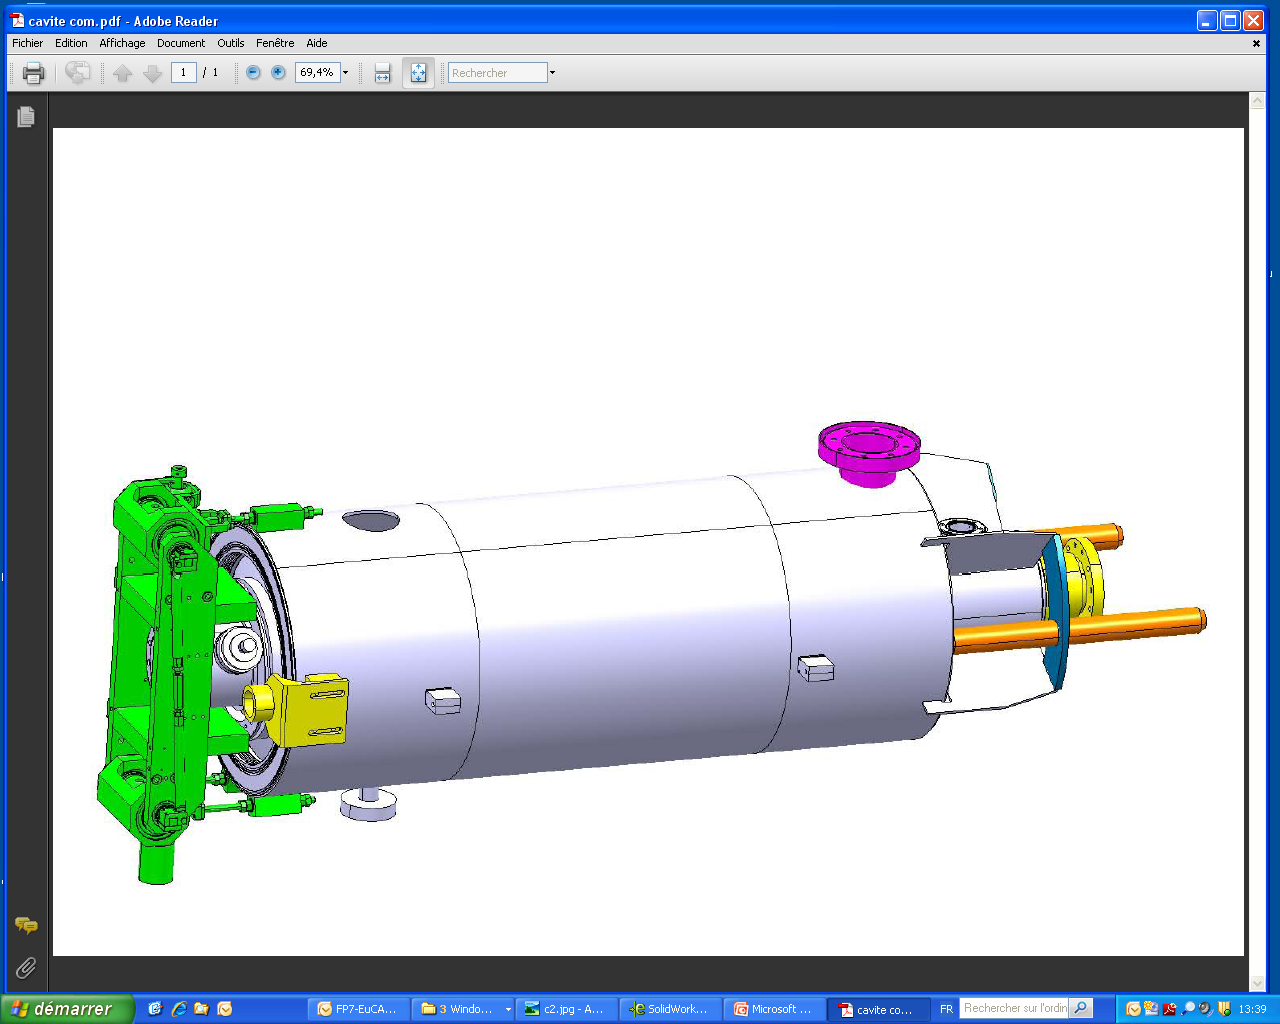 cavite com.pdf - Adobe Reader
Fichier Edition Affichage Document Outils Fenêtre Aide
1 / 1 69,4% Rechercher
démarrer FP7-EuCA... 3 Windo... c2.jpg - A... SolidWork... Microsoft ... cavite co... FR Rechercher sur l'ordin 13:39